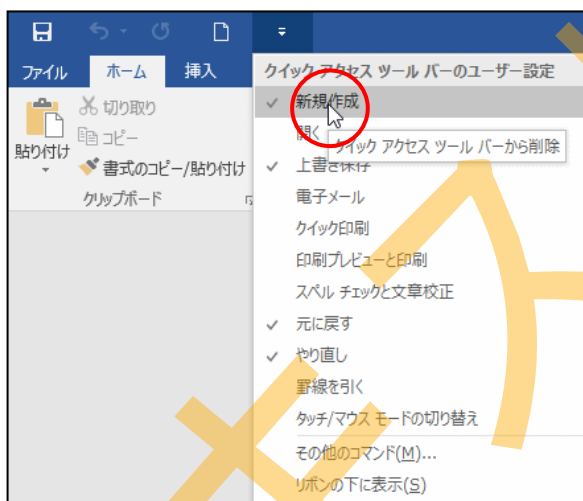 ファイル ホーム 挿入
切り取り
コピー
貼り付け
書式のコピー/貼り付け
クリップボード
クイック アクセス ツール バーのユーザー設定
新規作成
開く
クイック アクセス ツール バーから削除
上書き保存
電子メール
クイック印刷
印刷プレビューと印刷
スペル チェックと文章校正
元に戻す
やり直し
罫線を引く
タッチ/マウス モードの切り替え
その他のコマンド(M)...
リボンの下に表示(S)